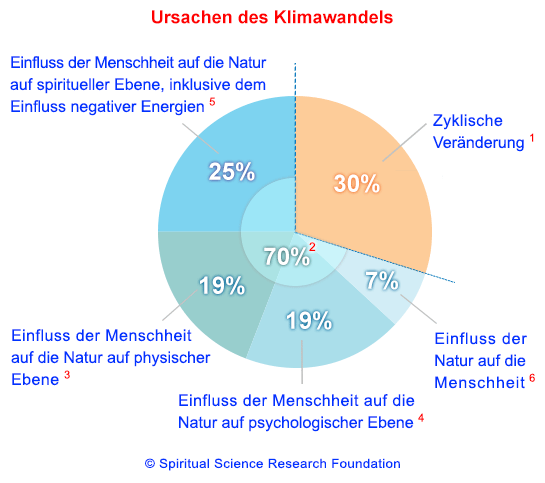 Ursachen des Klimawandels
Einfluss der Menschheit auf die Natur
auf spiritueller Ebene, inklusive dem
Einfluss negativer Energien 5
Zyklische
Veränderung 1
25%
30%
70% 2
7%
19%
19%
Einfluss der Menschheit
auf die Natur auf physischer
Ebene 3
Einfluss der
Natur auf die
Menschheit 6
Einfluss der Menschheit auf die
Natur auf psychologischer Ebene 4
© Spiritual Science Research Foundation